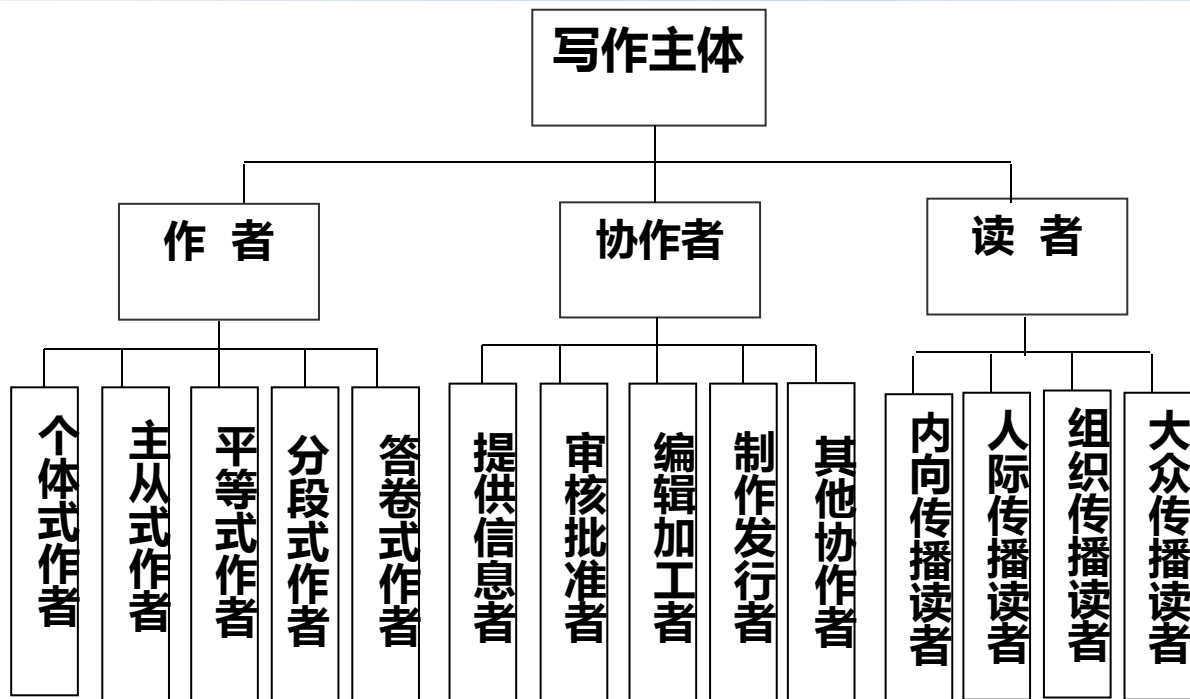 写作主体
作 者
协作者
读 者
个体式作者
主从式作者
平等式作者
分段式作者
答卷式作者
提供信息者
审核批准者
编辑加工者
制作发行者
其他协作者
内向传播读者
人际传播读者
组织传播读者
大众传播读者